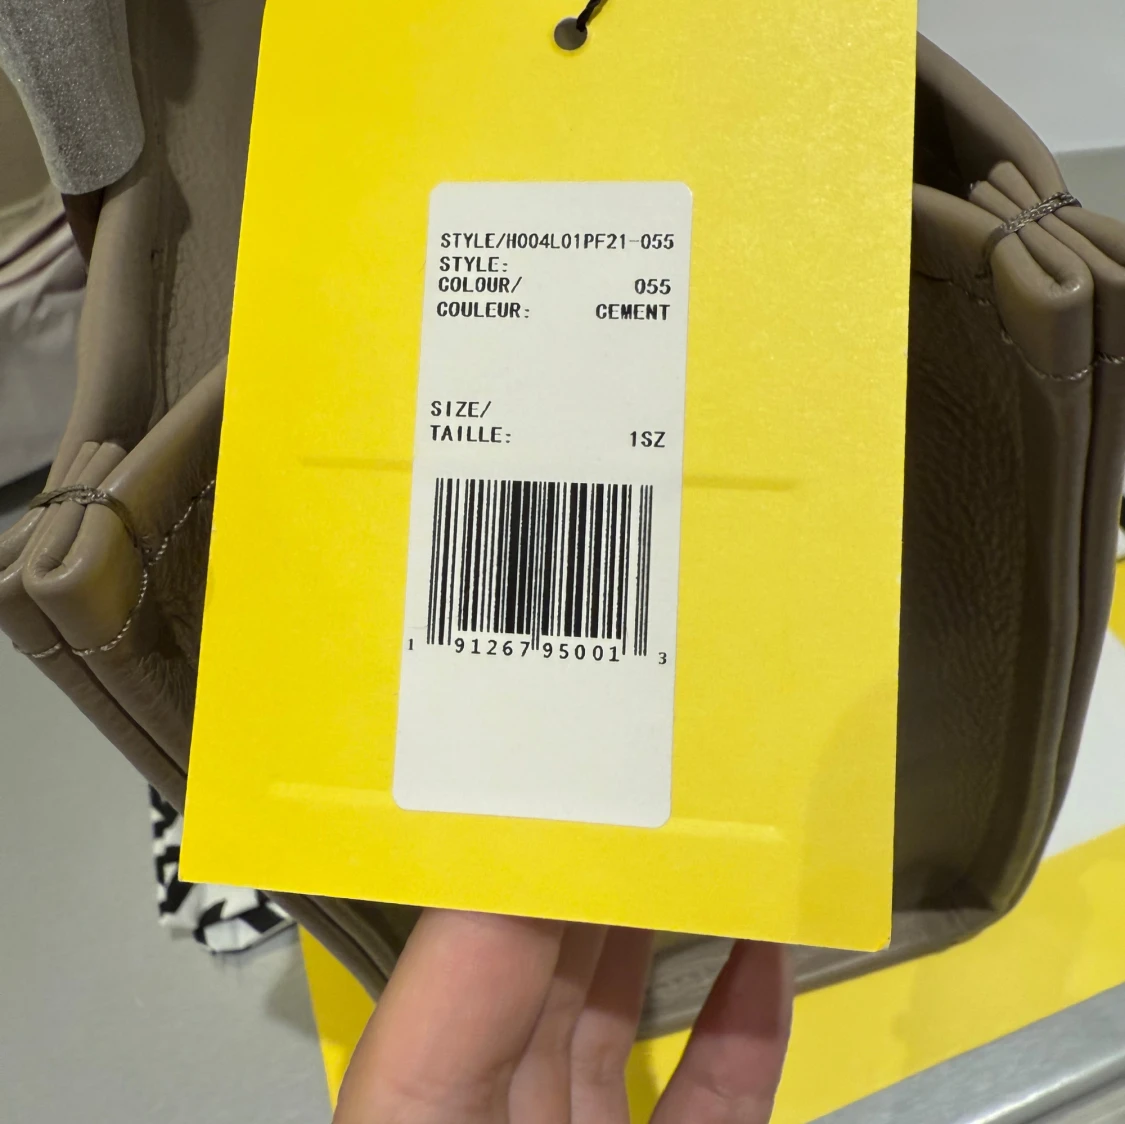 STYLE/H004L01PF21-055
STYLE:
COLOUR/ 055
COULEUR: CEMENT
SIZE/
TAILLE: 1SZ
1 91267 95001 3